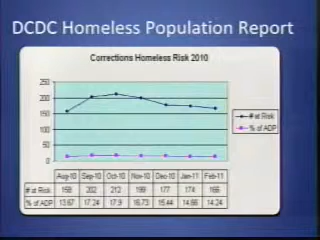 DCDC Homeless Population Report
Corrections Homeless Risk 2010
250
200
150
100
50
0
# at Risk
% of ADP
Aug-10 Sep-10 Oct-10 Nov-10 Dec-10 Jan-11 Feb-11
# at Risk 158 202 212 199 177 174 166
% of ADP 13.67 17.24 17.9 16.73 15.44 14.66 14.24